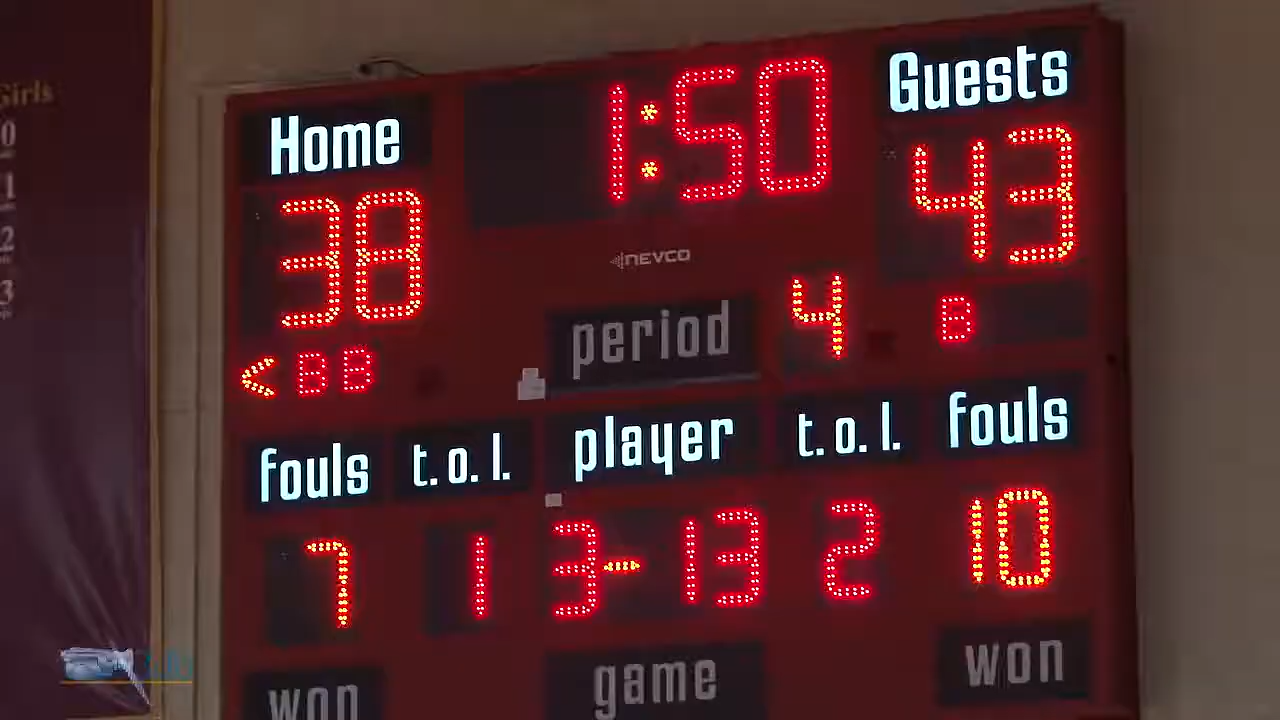 Girls
0
1
2
3
Home 1:50 Guests
38 43
NEVCO
period 4
<BB B
fouls t.o.l. player t.o.l. fouls
7 1 3-13 2 10
won game won